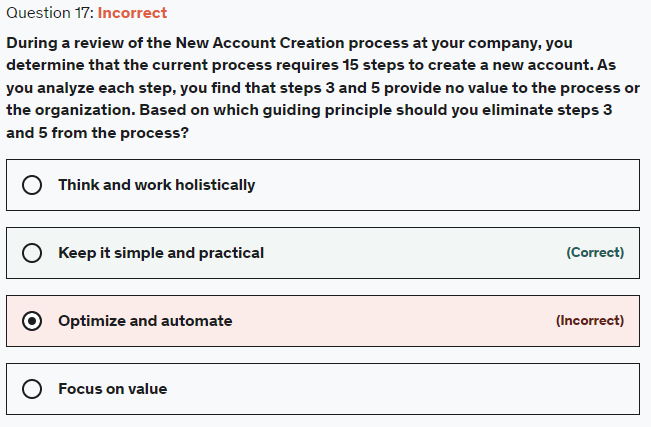 Question 17: Incorrect
During a review of the New Account Creation process at your company, you
determine that the current process requires 15 steps to create a new account. As
you analyze each step, you find that steps 3 and 5 provide no value to the process or
the organization. Based on which guiding principle should you eliminate steps 3
and 5 from the process?
Think and work holistically
Keep it simple and practical (Correct)
Optimize and automate (Incorrect)
Focus on value